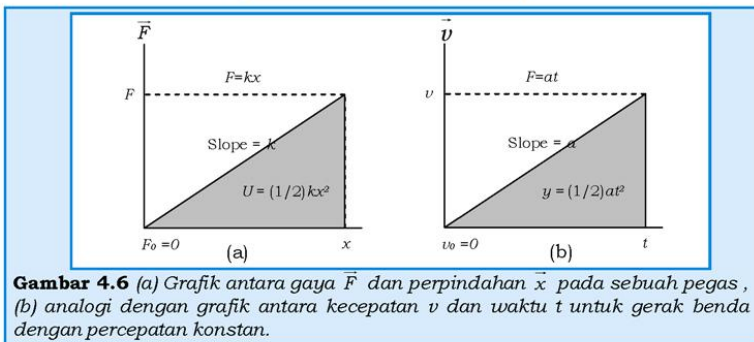 F⃗
F=kx
F
Slope = k
U = (1/2)kx²
F₀ =0
x
(a)
v⃗
F=at
v
Slope = a
y = (1/2)at²
v₀ =0
t
(b)
Gambar 4.6 (a) Grafik antara gaya F⃗ dan perpindahan x⃗ pada sebuah pegas ,
(b) analogi dengan grafik antara kecepatan v dan waktu t untuk gerak benda
dengan percepatan konstan.